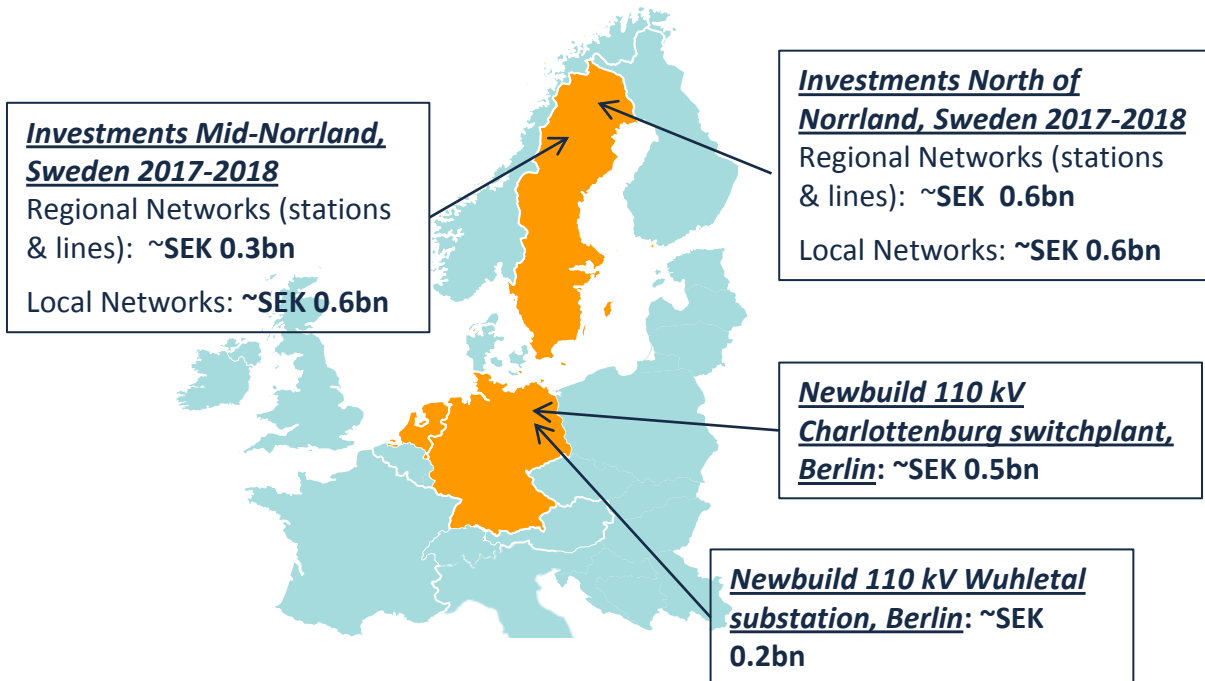 Investments Mid-Norrland,
Sweden 2017-2018
Regional Networks (stations
& lines): ~SEK 0.3bn
Local Networks: ~SEK 0.6bn
Investments North of
Norrland, Sweden 2017-2018
Regional Networks (stations
& lines): ~SEK 0.6bn
Local Networks: ~SEK 0.6bn
Newbuild 110 kV
Charlottenburg switchplant,
Berlin: ~SEK 0.5bn
Newbuild 110 kV Wuhletal
substation, Berlin: ~SEK
0.2bn